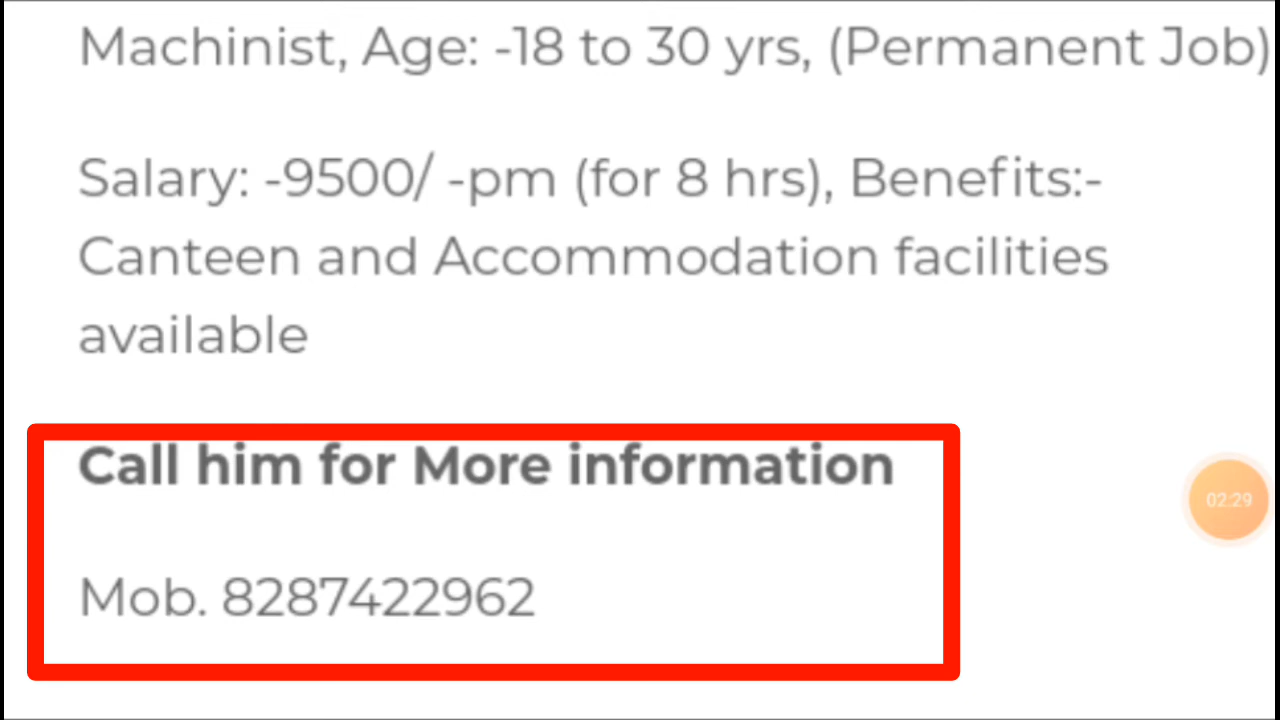 Machinist, Age: -18 to 30 yrs, (Permanent Job)
Salary: -9500/ -pm (for 8 hrs), Benefits:-
Canteen and Accommodation facilities
available
Call him for More information
02:29
Mob. 8287422962